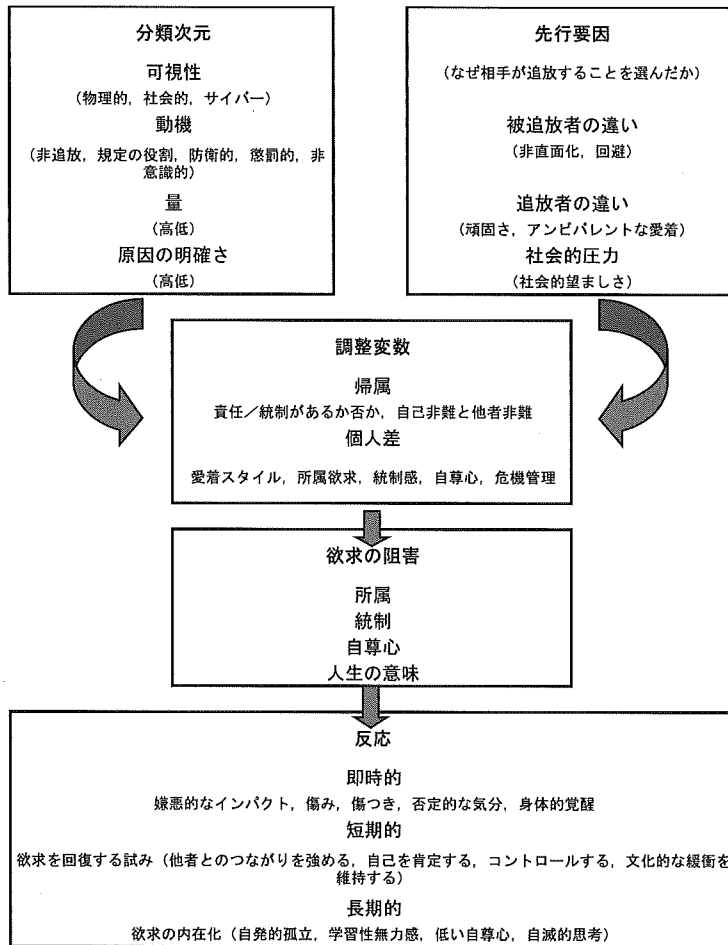 分類次元
可視性
(物理的，社会的，サイバー)
動機
(非追放，規定の役割，防衛的，懲罰的，非
意識的)
量
(高低)
原因の明確さ
(高低)
先行要因
(なぜ相手が追放することを選んだか)
被追放者の違い
(非直面化，回避)
追放者の違い
(頑固さ，アンビバレントな愛着)
社会的圧力
(社会的望ましさ)
調整変数
帰属
責任／統制があるか否か，自己非難と他者非難
個人差
愛着スタイル，所属欲求，統制感，自尊心，危機管理
欲求の阻害
所属
統制
自尊心
人生の意味
反応
即時的
嫌悪的なインパクト，傷み，傷つき，否定的な気分，身体的覚醒
短期的
欲求を回復する試み（他者とのつながりを強める，自己を肯定する，コントロールする，文化的な緩衝を
維持する）
長期的
欲求の内在化（自発的孤立，学習性無力感，低い自尊心，自滅的思考）